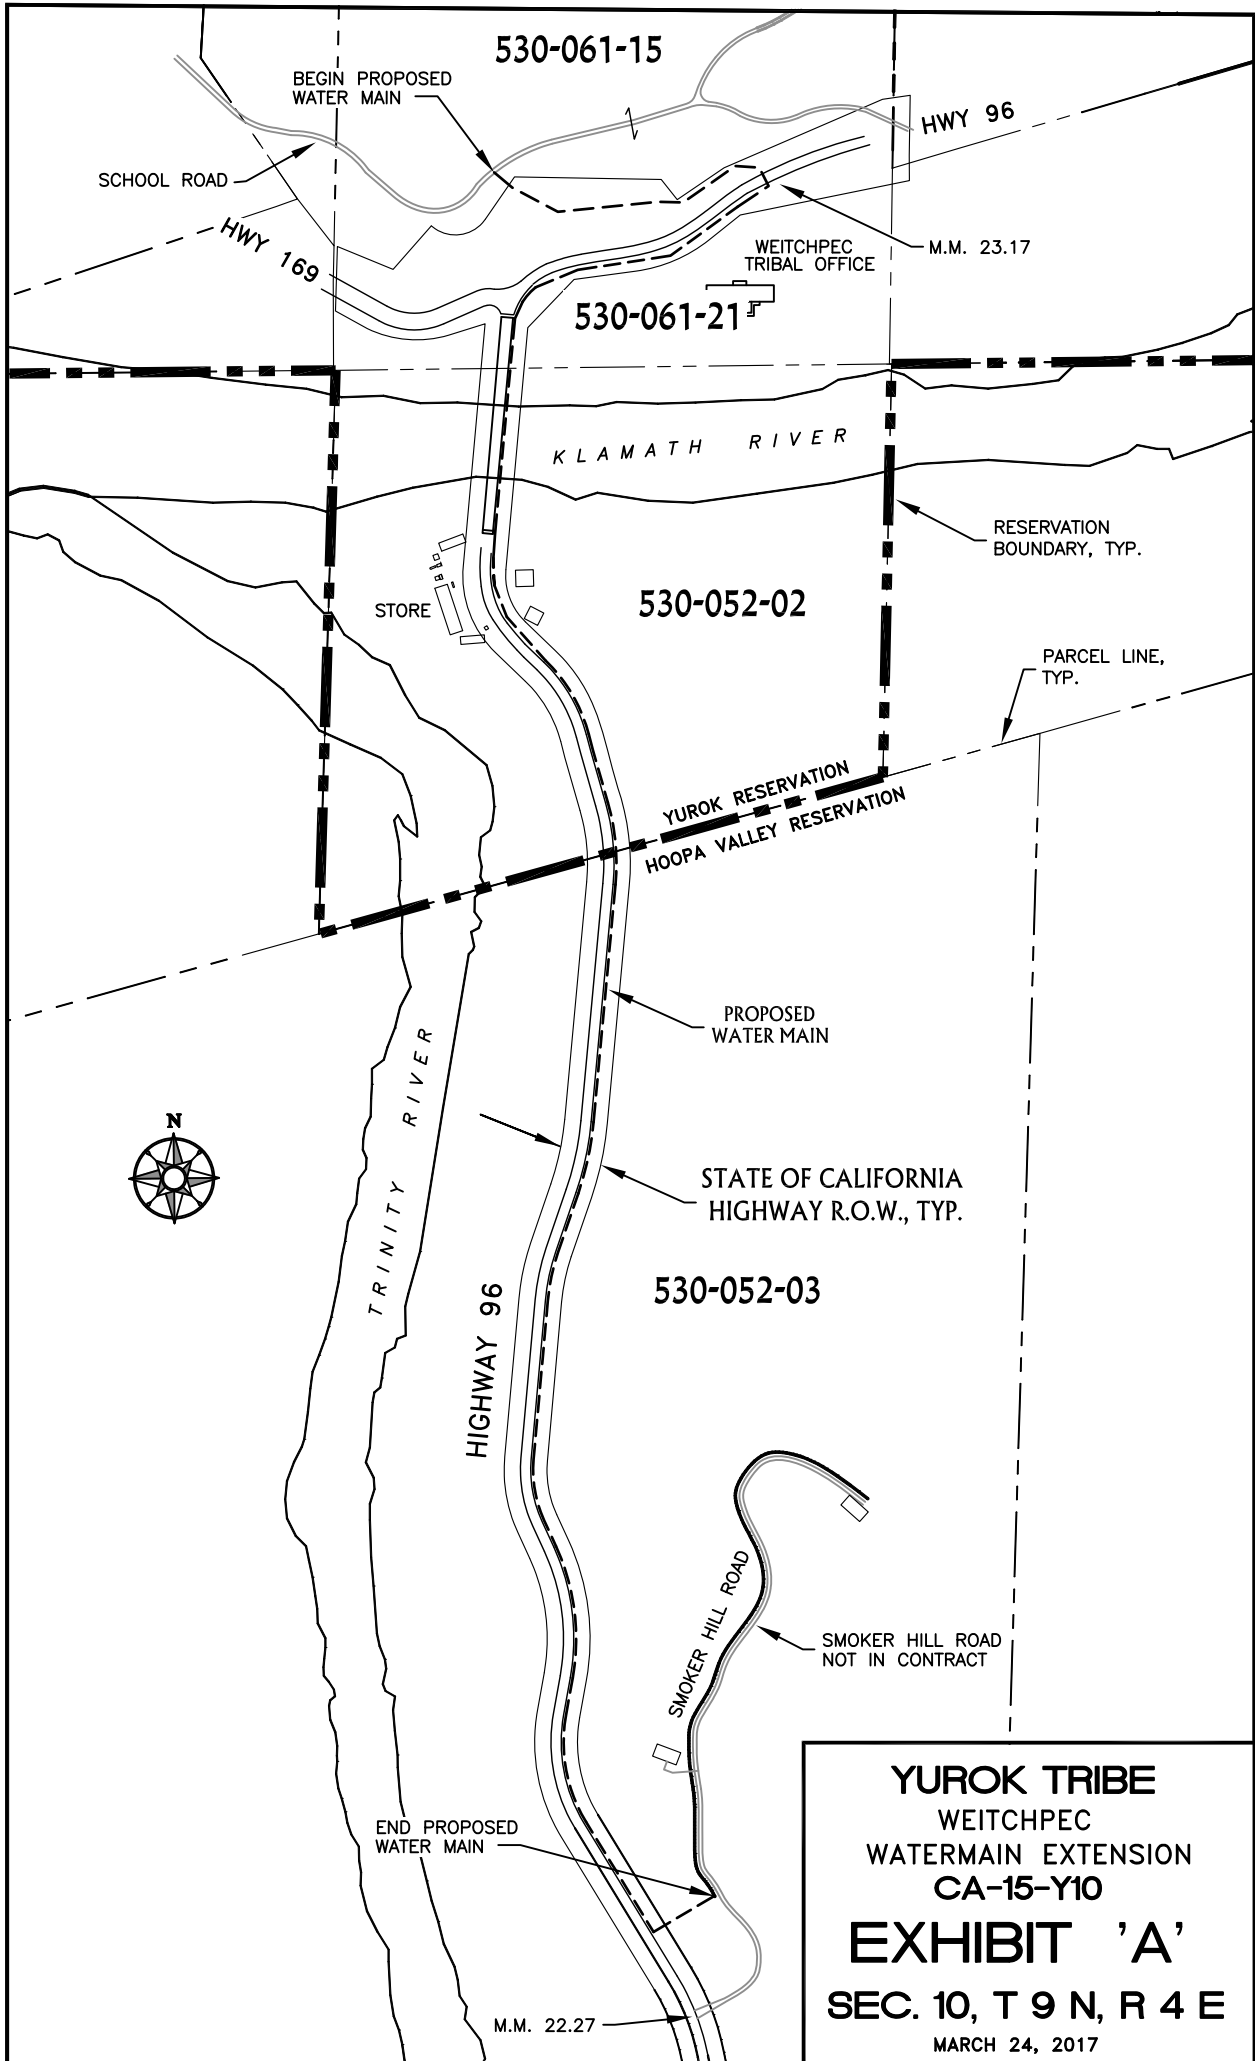 530-061-15
BEGIN PROPOSED
WATER MAIN
HWY 96
SCHOOL ROAD
HWY 169
WEITCHPEC
TRIBAL OFFICE
M.M. 23.17
530-061-21
KLAMATH RIVER
RESERVATION
BOUNDARY, TYP.
STORE
530-052-02
PARCEL LINE,
TYP.
YUROK RESERVATION
HOOPA VALLEY RESERVATION
PROPOSED
WATER MAIN
TRINITY RIVER
N
STATE OF CALIFORNIA
HIGHWAY R.O.W., TYP.
530-052-03
HIGHWAY 96
SMOKER HILL ROAD
SMOKER HILL ROAD
NOT IN CONTRACT
END PROPOSED
WATER MAIN
M.M. 22.27
YUROK TRIBE
WEITCHPEC
WATERMAIN EXTENSION
CA-15-Y10
EXHIBIT 'A'
SEC. 10, T 9 N, R 4 E
MARCH 24, 2017